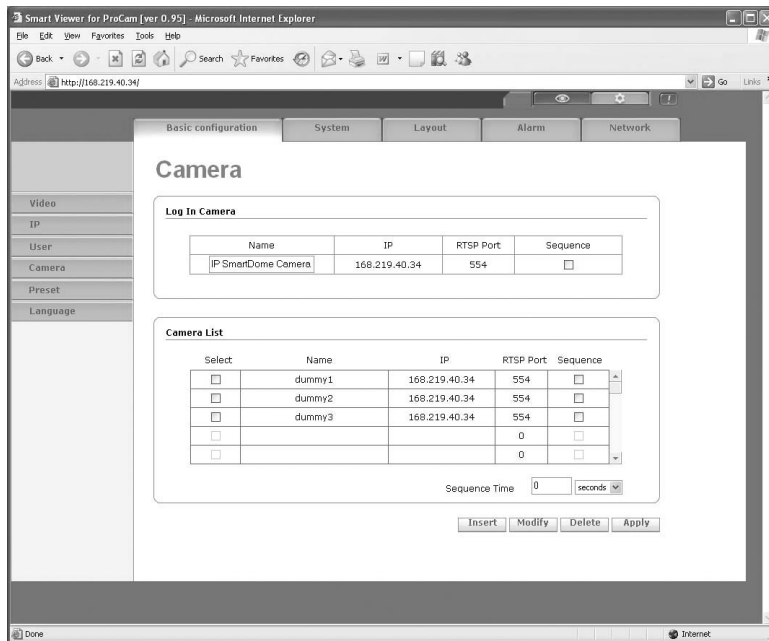 Smart Viewer for ProCam [ver 0.95] - Microsoft Internet Explorer
File Edit View Favorites Tools Help
Back Search Favorites
Address http://168.219.40.34/ Go Links
Basic configuration System Layout Alarm Network
Camera
Video
IP
User
Camera
Preset
Language
Log In Camera
Name IP RTSP Port Sequence
IP SmartDome Camera 168.219.40.34 554
Camera List
Select Name IP RTSP Port Sequence
dummy1 168.219.40.34 554
dummy2 168.219.40.34 554
dummy3 168.219.40.34 554
0
0
Sequence Time 0 seconds
Insert Modify Delete Apply
Done Internet